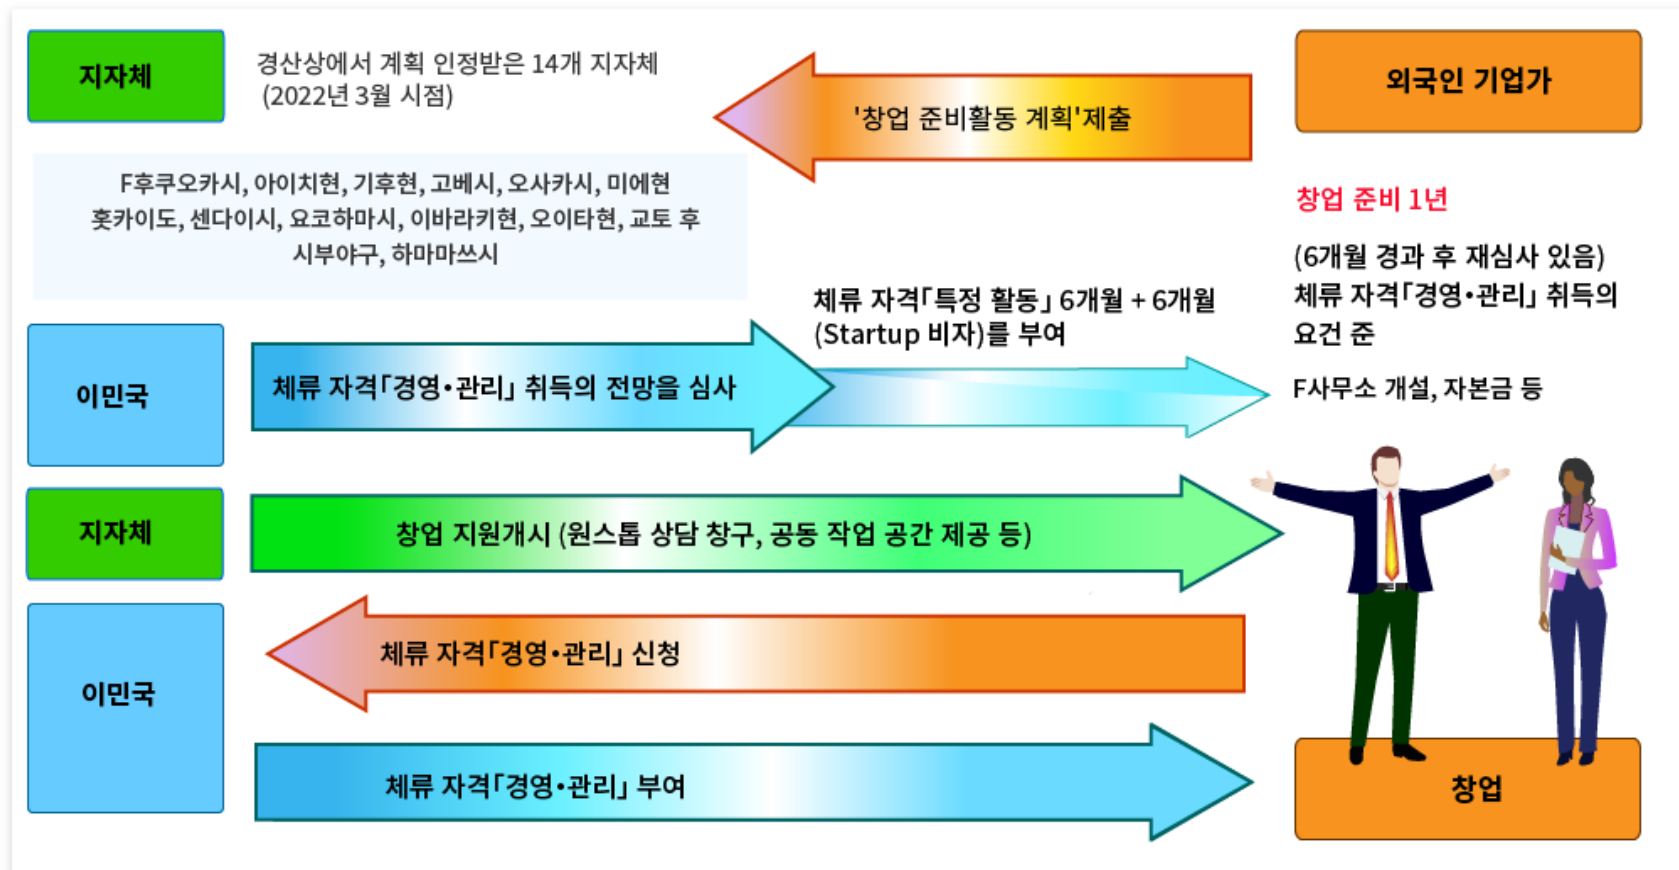 지자체
경산상에서 계획 인정받은 14개 지자체
(2022년 3월 시점)
'창업 준비활동 계획'제출
외국인 기업가
F후쿠오카시, 아이치현, 기후현, 고베시, 오사카시, 미에현
홋카이도, 센다이시, 요코하마시, 이바라키현, 오이타현, 교토 후
시부야구, 하마마쓰시
창업 준비 1년
(6개월 경과 후 재심사 있음)
체류 자격「경영•관리」 취득의
요건 준
F사무소 개설, 자본금 등
체류 자격「특정 활동」 6개월 + 6개월
(Startup 비자)를 부여
이민국
체류 자격「경영•관리」 취득의 전망을 심사
지자체
창업 지원개시 (원스톱 상담 창구, 공동 작업 공간 제공 등)
이민국
체류 자격「경영•관리」 신청
체류 자격「경영•관리」 부여
창업